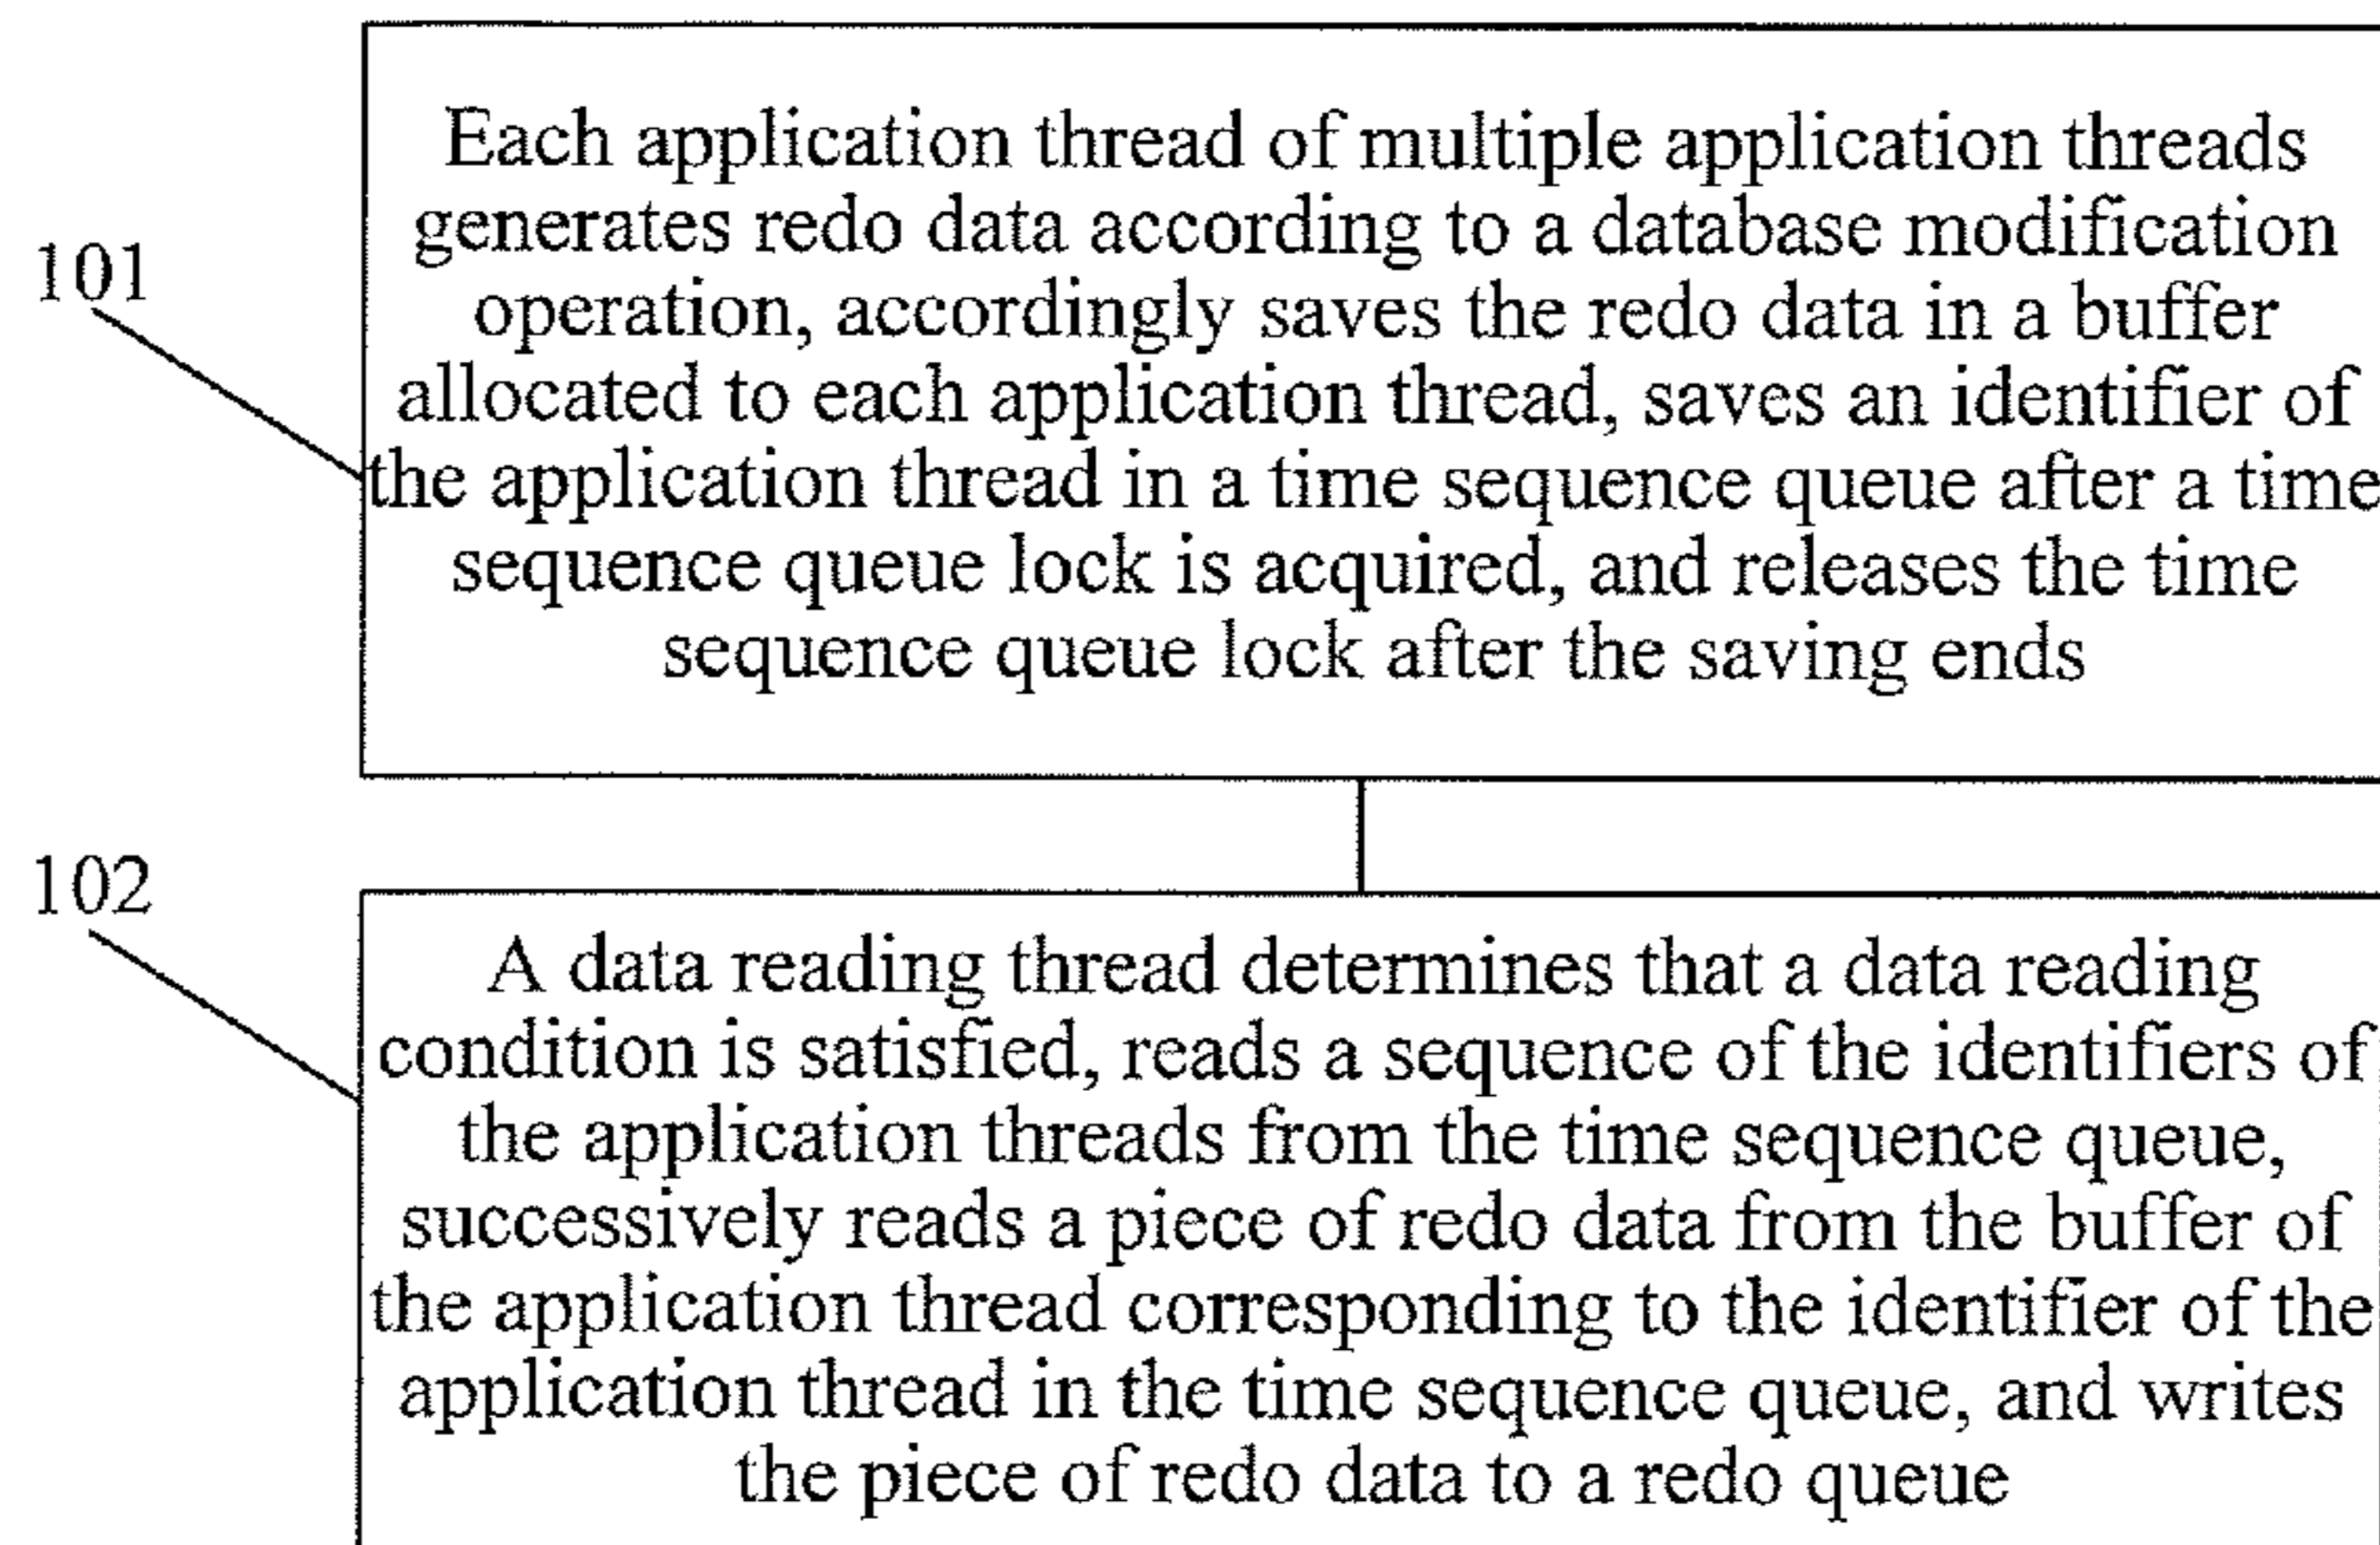 Each application thread of multiple application threads
generates redo data according to a database modification
101
operation, accordingly saves the redo data in a buffer
allocated to each application thread, saves an identifier of
the application thread in a time sequence queue after a time
sequence queue lock is acquired, and releases the time
sequence queue lock after the saving ends
102
A data reading thread determines that a data reading
condition is satisfied, reads a sequence of the identifiers of
the application threads from the time sequence queue,
successively reads a piece of redo data from the buffer of
the application thread corresponding to the identifier of the
application thread in the time sequence queue, and writes
the piece of redo data to a redo queue